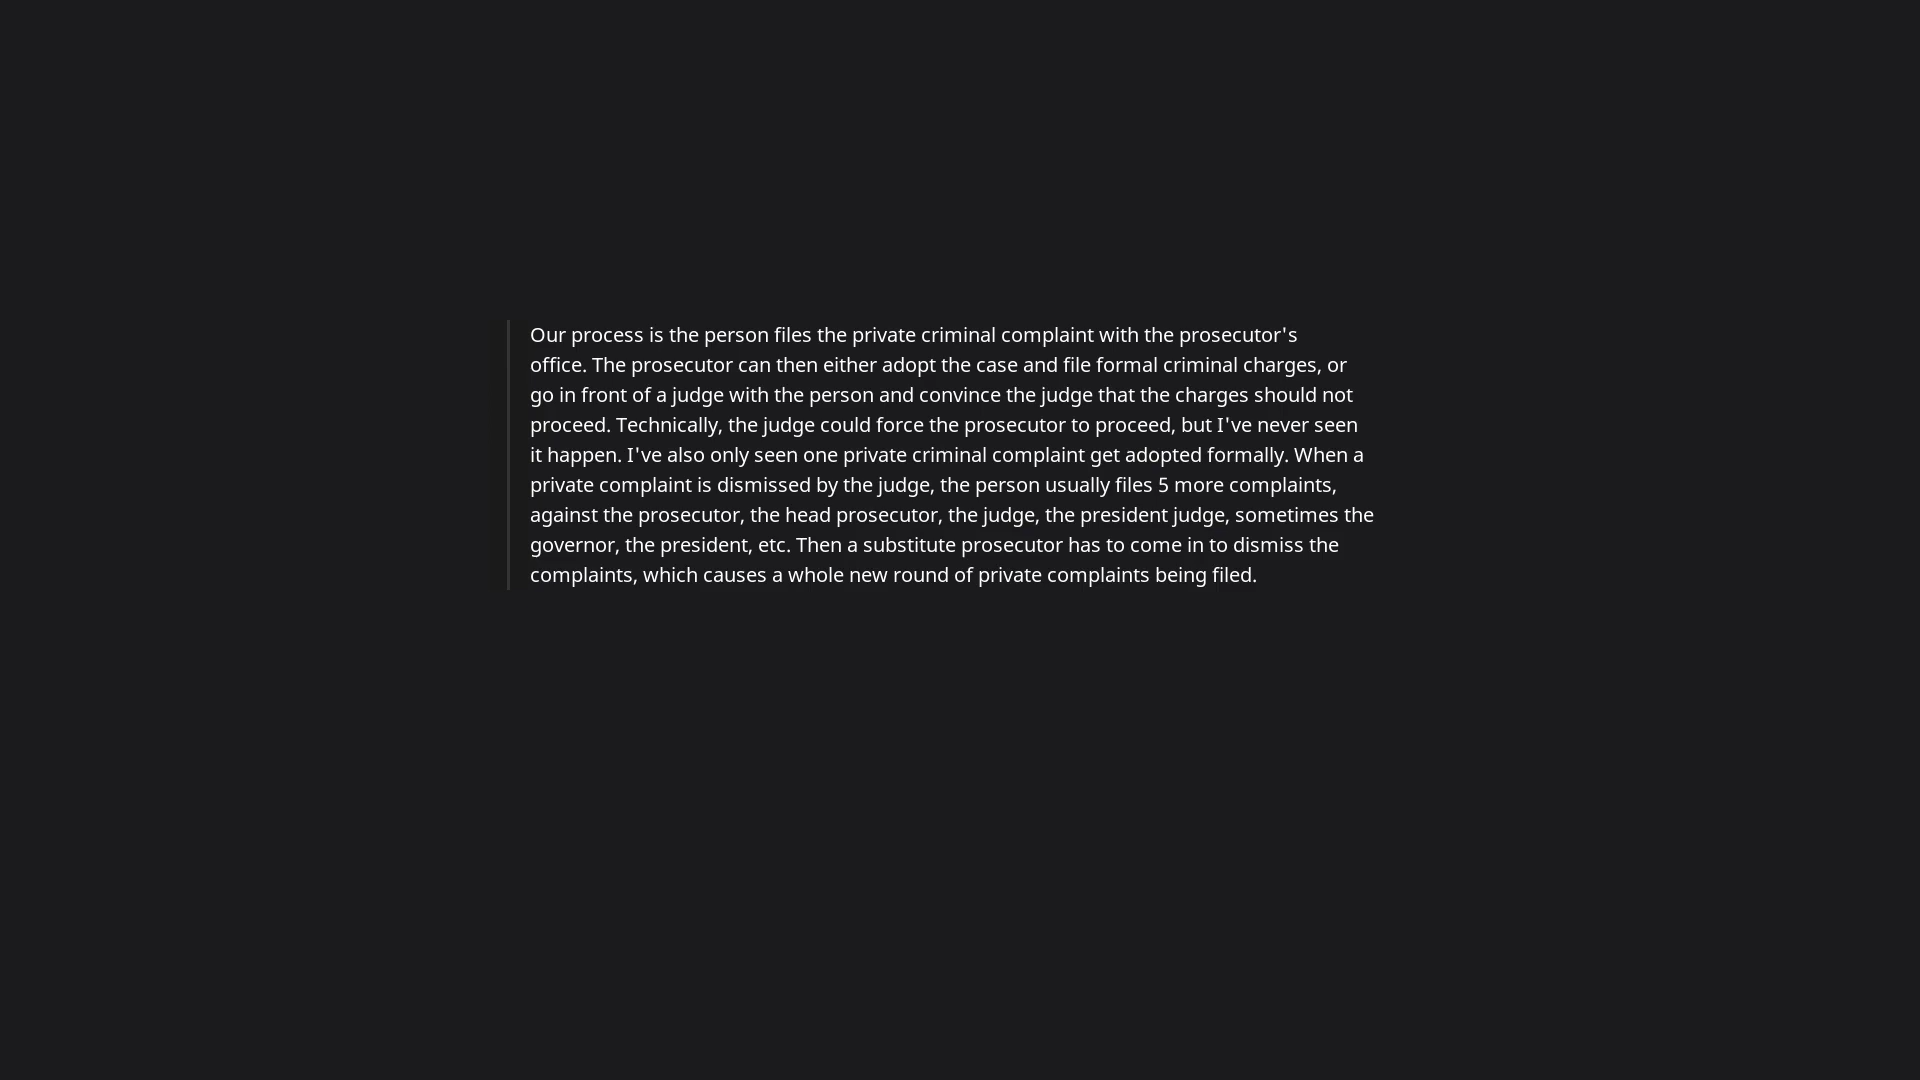 Our process is the person files the private criminal complaint with the prosecutor's
office. The prosecutor can then either adopt the case and file formal criminal charges, or
go in front of a judge with the person and convince the judge that the charges should not
proceed. Technically, the judge could force the prosecutor to proceed, but I've never seen
it happen. I've also only seen one private criminal complaint get adopted formally. When a
private complaint is dismissed by the judge, the person usually files 5 more complaints,
against the prosecutor, the head prosecutor, the judge, the president judge, sometimes the
governor, the president, etc. Then a substitute prosecutor has to come in to dismiss the
complaints, which causes a whole new round of private complaints being filed.